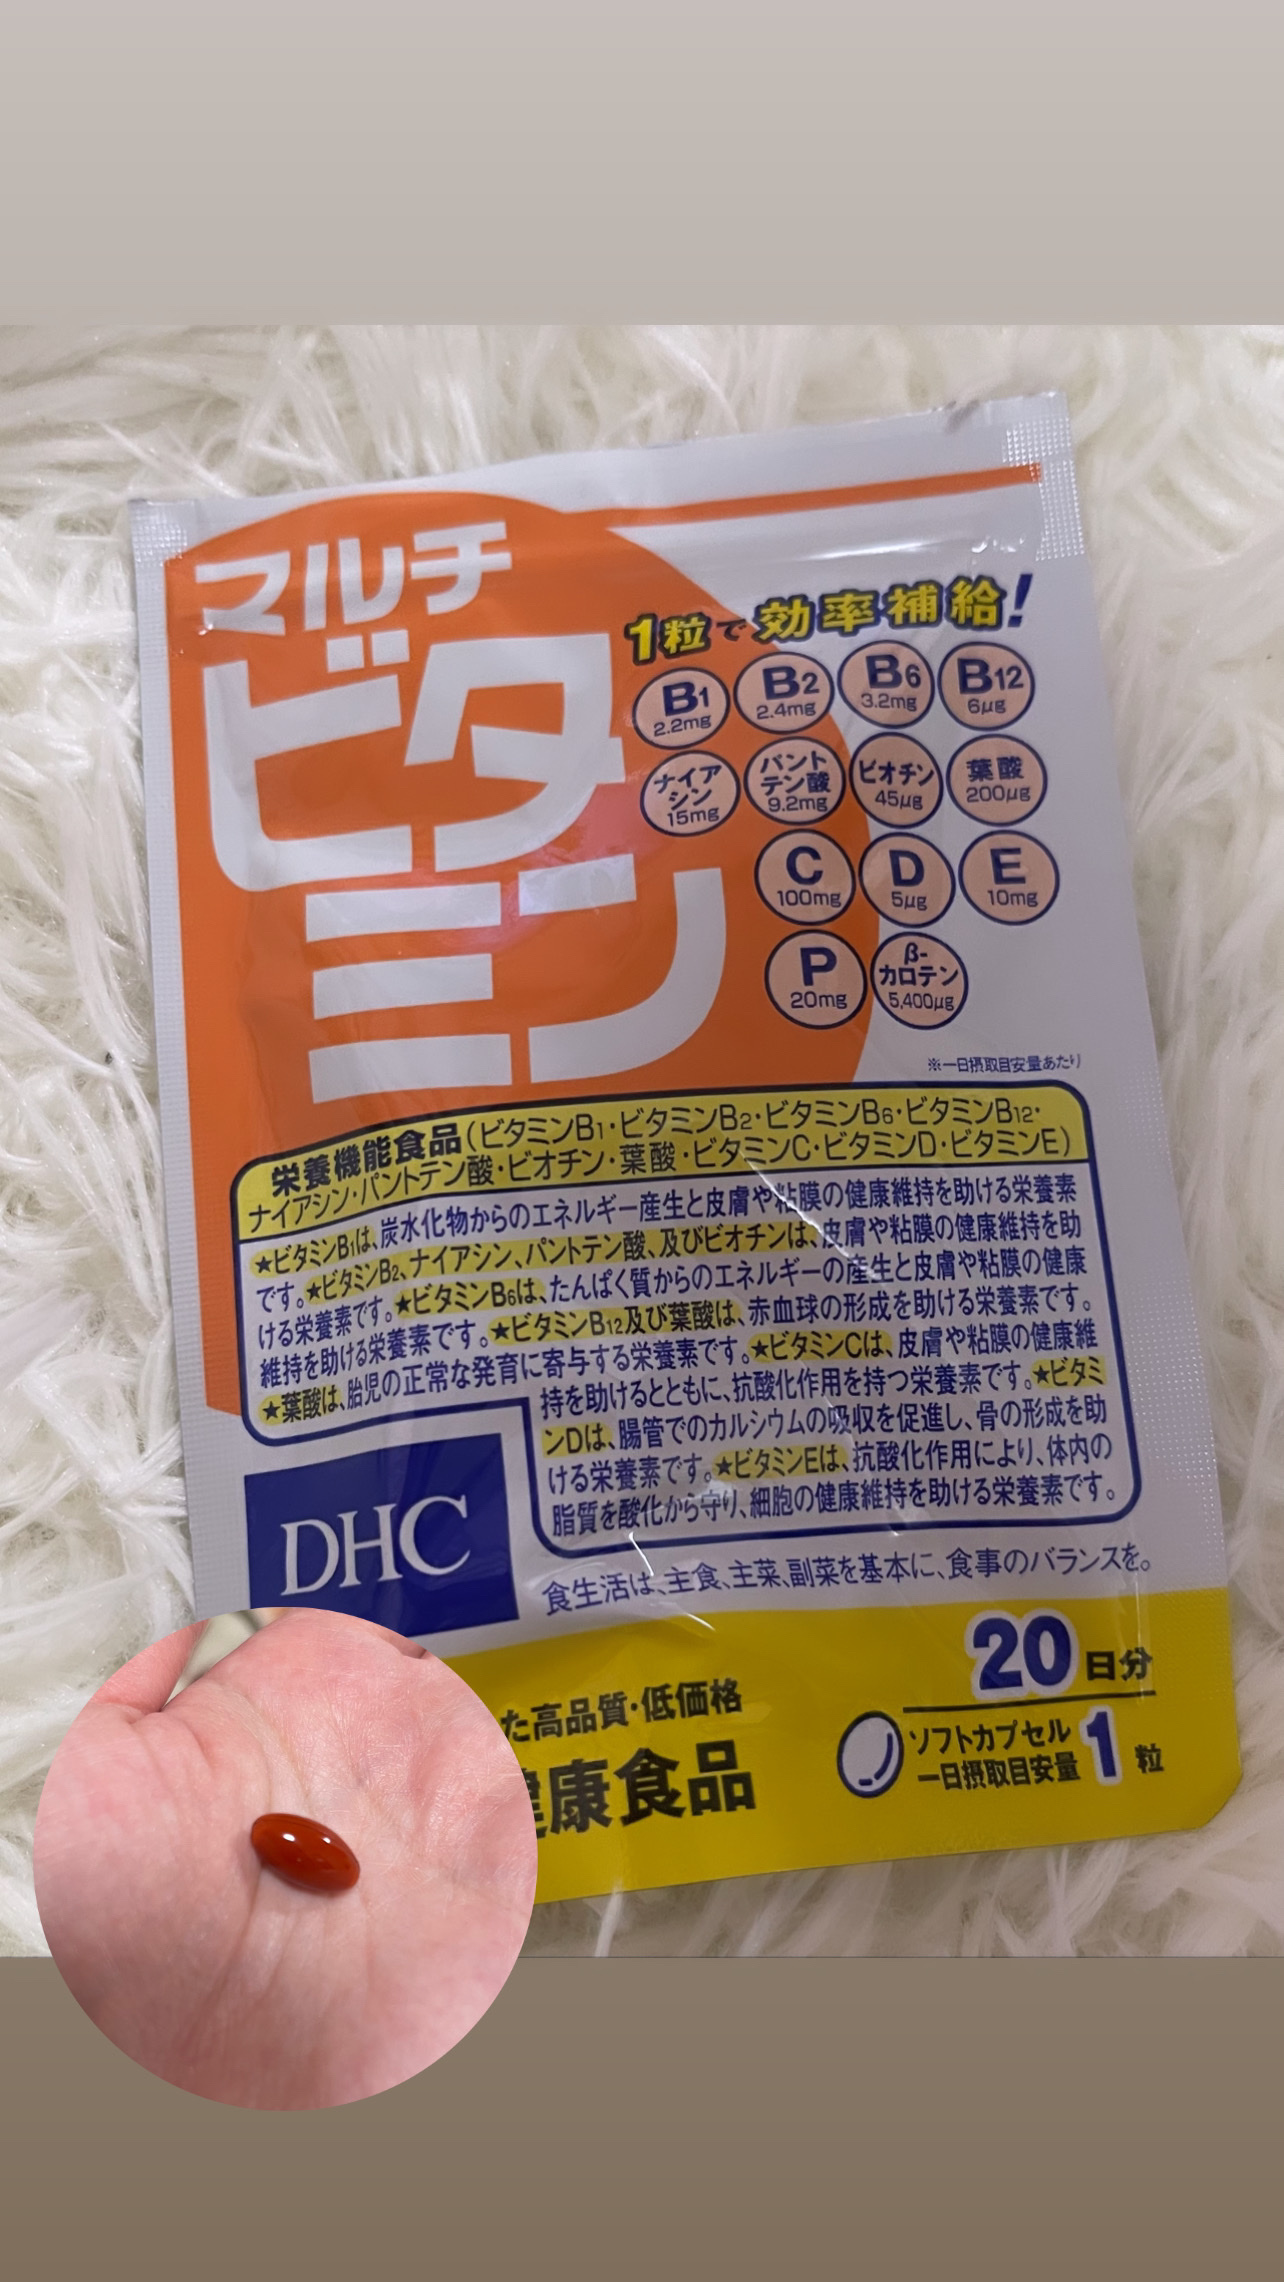 マルチ
ビタ
ミン
1粒で効率補給!
B1 2.2mg
B2 2.4mg
B6 3.2mg
B12 6μg
ナイアシン 15mg
パントテン酸 9.2mg
ビオチン 45μg
葉酸 200μg
C 100mg
D 5μg
E 10mg
P 20mg
β-カロテン 5,400μg
※一日摂取目安量あたり
栄養機能食品(ビタミンB1・ビタミンB2・ビタミンB6・ビタミンB12・
ナイアシン・パントテン酸・ビオチン・葉酸・ビタミンC・ビタミンD・ビタミンE)
★ビタミンB1は、炭水化物からのエネルギー産生と皮膚や粘膜の健康維持を助ける栄養素
です。★ビタミンB2、ナイアシン、パントテン酸、及びビオチンは、皮膚や粘膜の健康維持を助
ける栄養素です。★ビタミンB6は、たんぱく質からのエネルギーの産生と皮膚や粘膜の健康
維持を助ける栄養素です。★ビタミンB12及び葉酸は、赤血球の形成を助ける栄養素です。
★葉酸は、胎児の正常な発育に寄与する栄養素です。★ビタミンCは、皮膚や粘膜の健康維
持を助けるとともに、抗酸化作用を持つ栄養素です。★ビタミ
ンDは、腸管でのカルシウムの吸収を促進し、骨の形成を助
ける栄養素です。★ビタミンEは、抗酸化作用により、体内の
脂質を酸化から守り、細胞の健康維持を助ける栄養素です。
DHC
食生活は、主食、主菜、副菜を基本に、食事のバランスを。
た高品質・低価格
健康食品
20日分
ソフトカプセル
一日摂取目安量 1粒